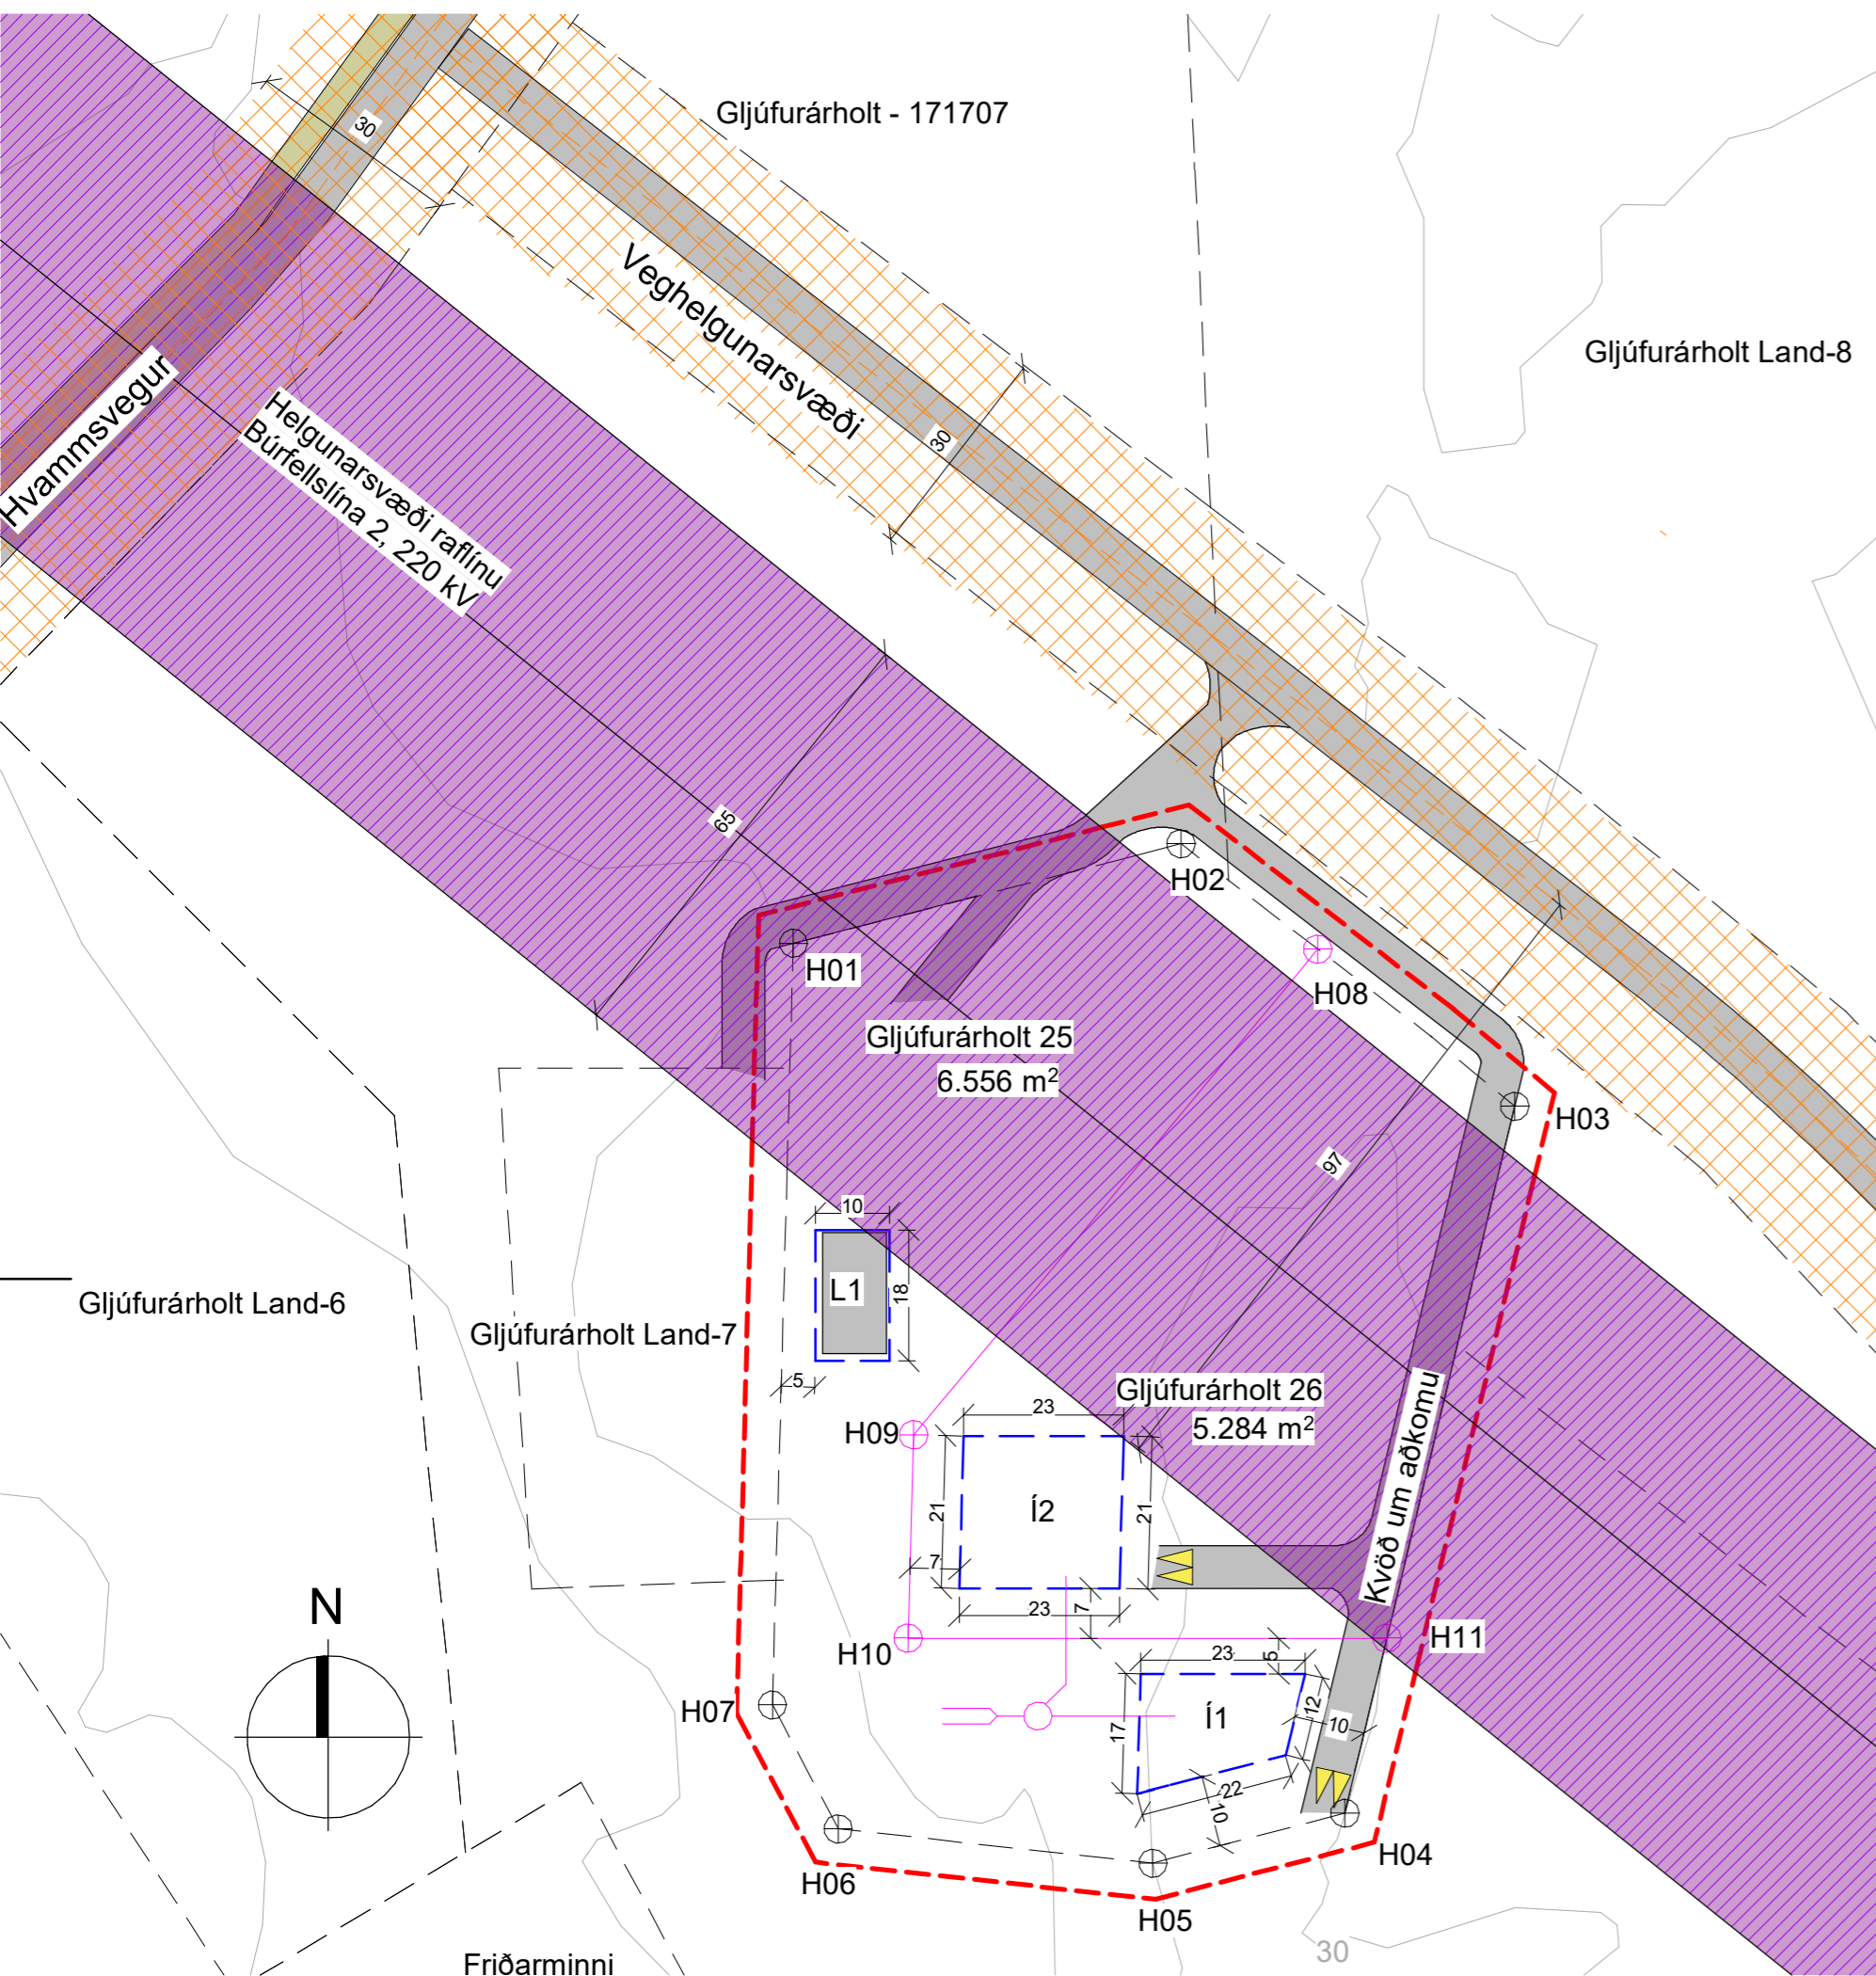 Gljúfurárholt - 171707
30
Veghelgunarsvæði
Gljúfurárholt Land-8
Hvammsvegur
Helgunarsvæði raflínu
Búrfellslína 2, 220 kV
30
65
H02
H01
H08
Gljúfurárholt 25
6.556 m²
H03
97
10
L1
18
Gljúfurárholt Land-6
Gljúfurárholt Land-7
5
Gljúfurárholt 26
5.284 m²
23
H09
21
Í2
21
Kvöð um aðkomu
7
N
23
7
H10
H11
23
5
H07
17
Í1
12
10
22
10
H04
H06
H05
30
Friðarminni